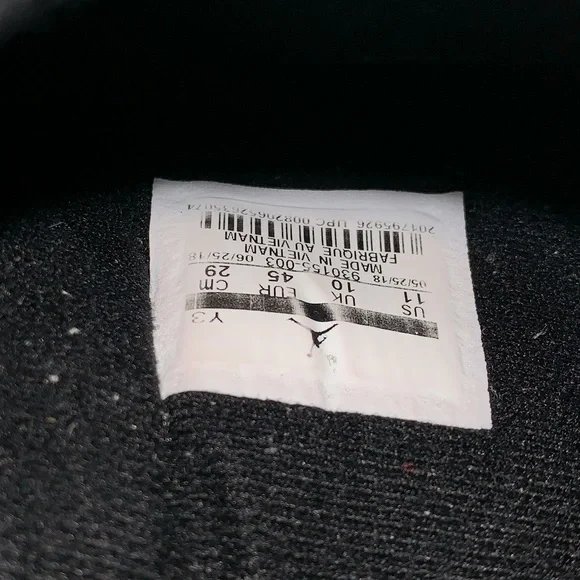 Y3
US UK EUR Cm
11 10 45 29
05/25/18 930155-003 06/25/18
MADE IN VIETNAM
FABRIQUE AU VIETNAM
201795926 UPC